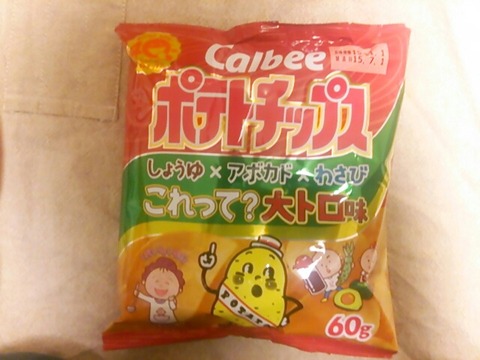 Calbee
ポテトチップス
しょうゆ×アボカド×わさび
これって?大トロ味
POTATO
60g